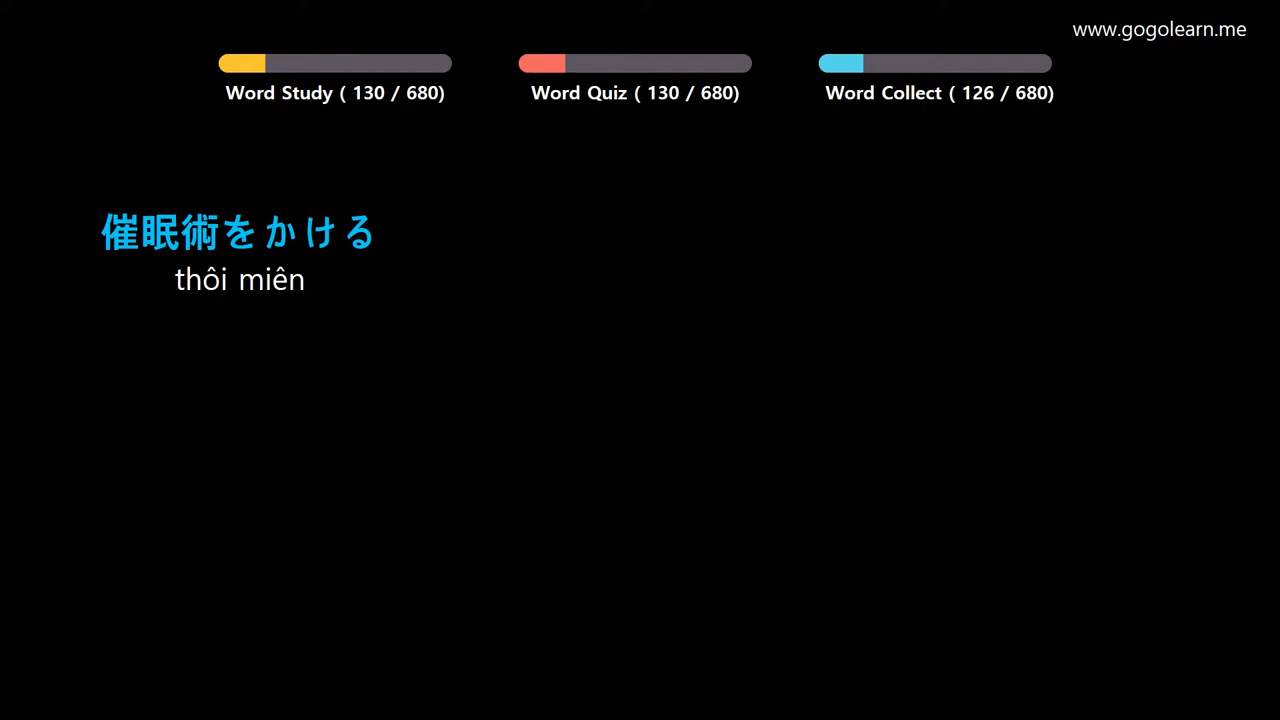 www.gogolearn.me
Word Study ( 130 / 680)
Word Quiz ( 130 / 680)
Word Collect ( 126 / 680)
催眠術をかける
thôi miên